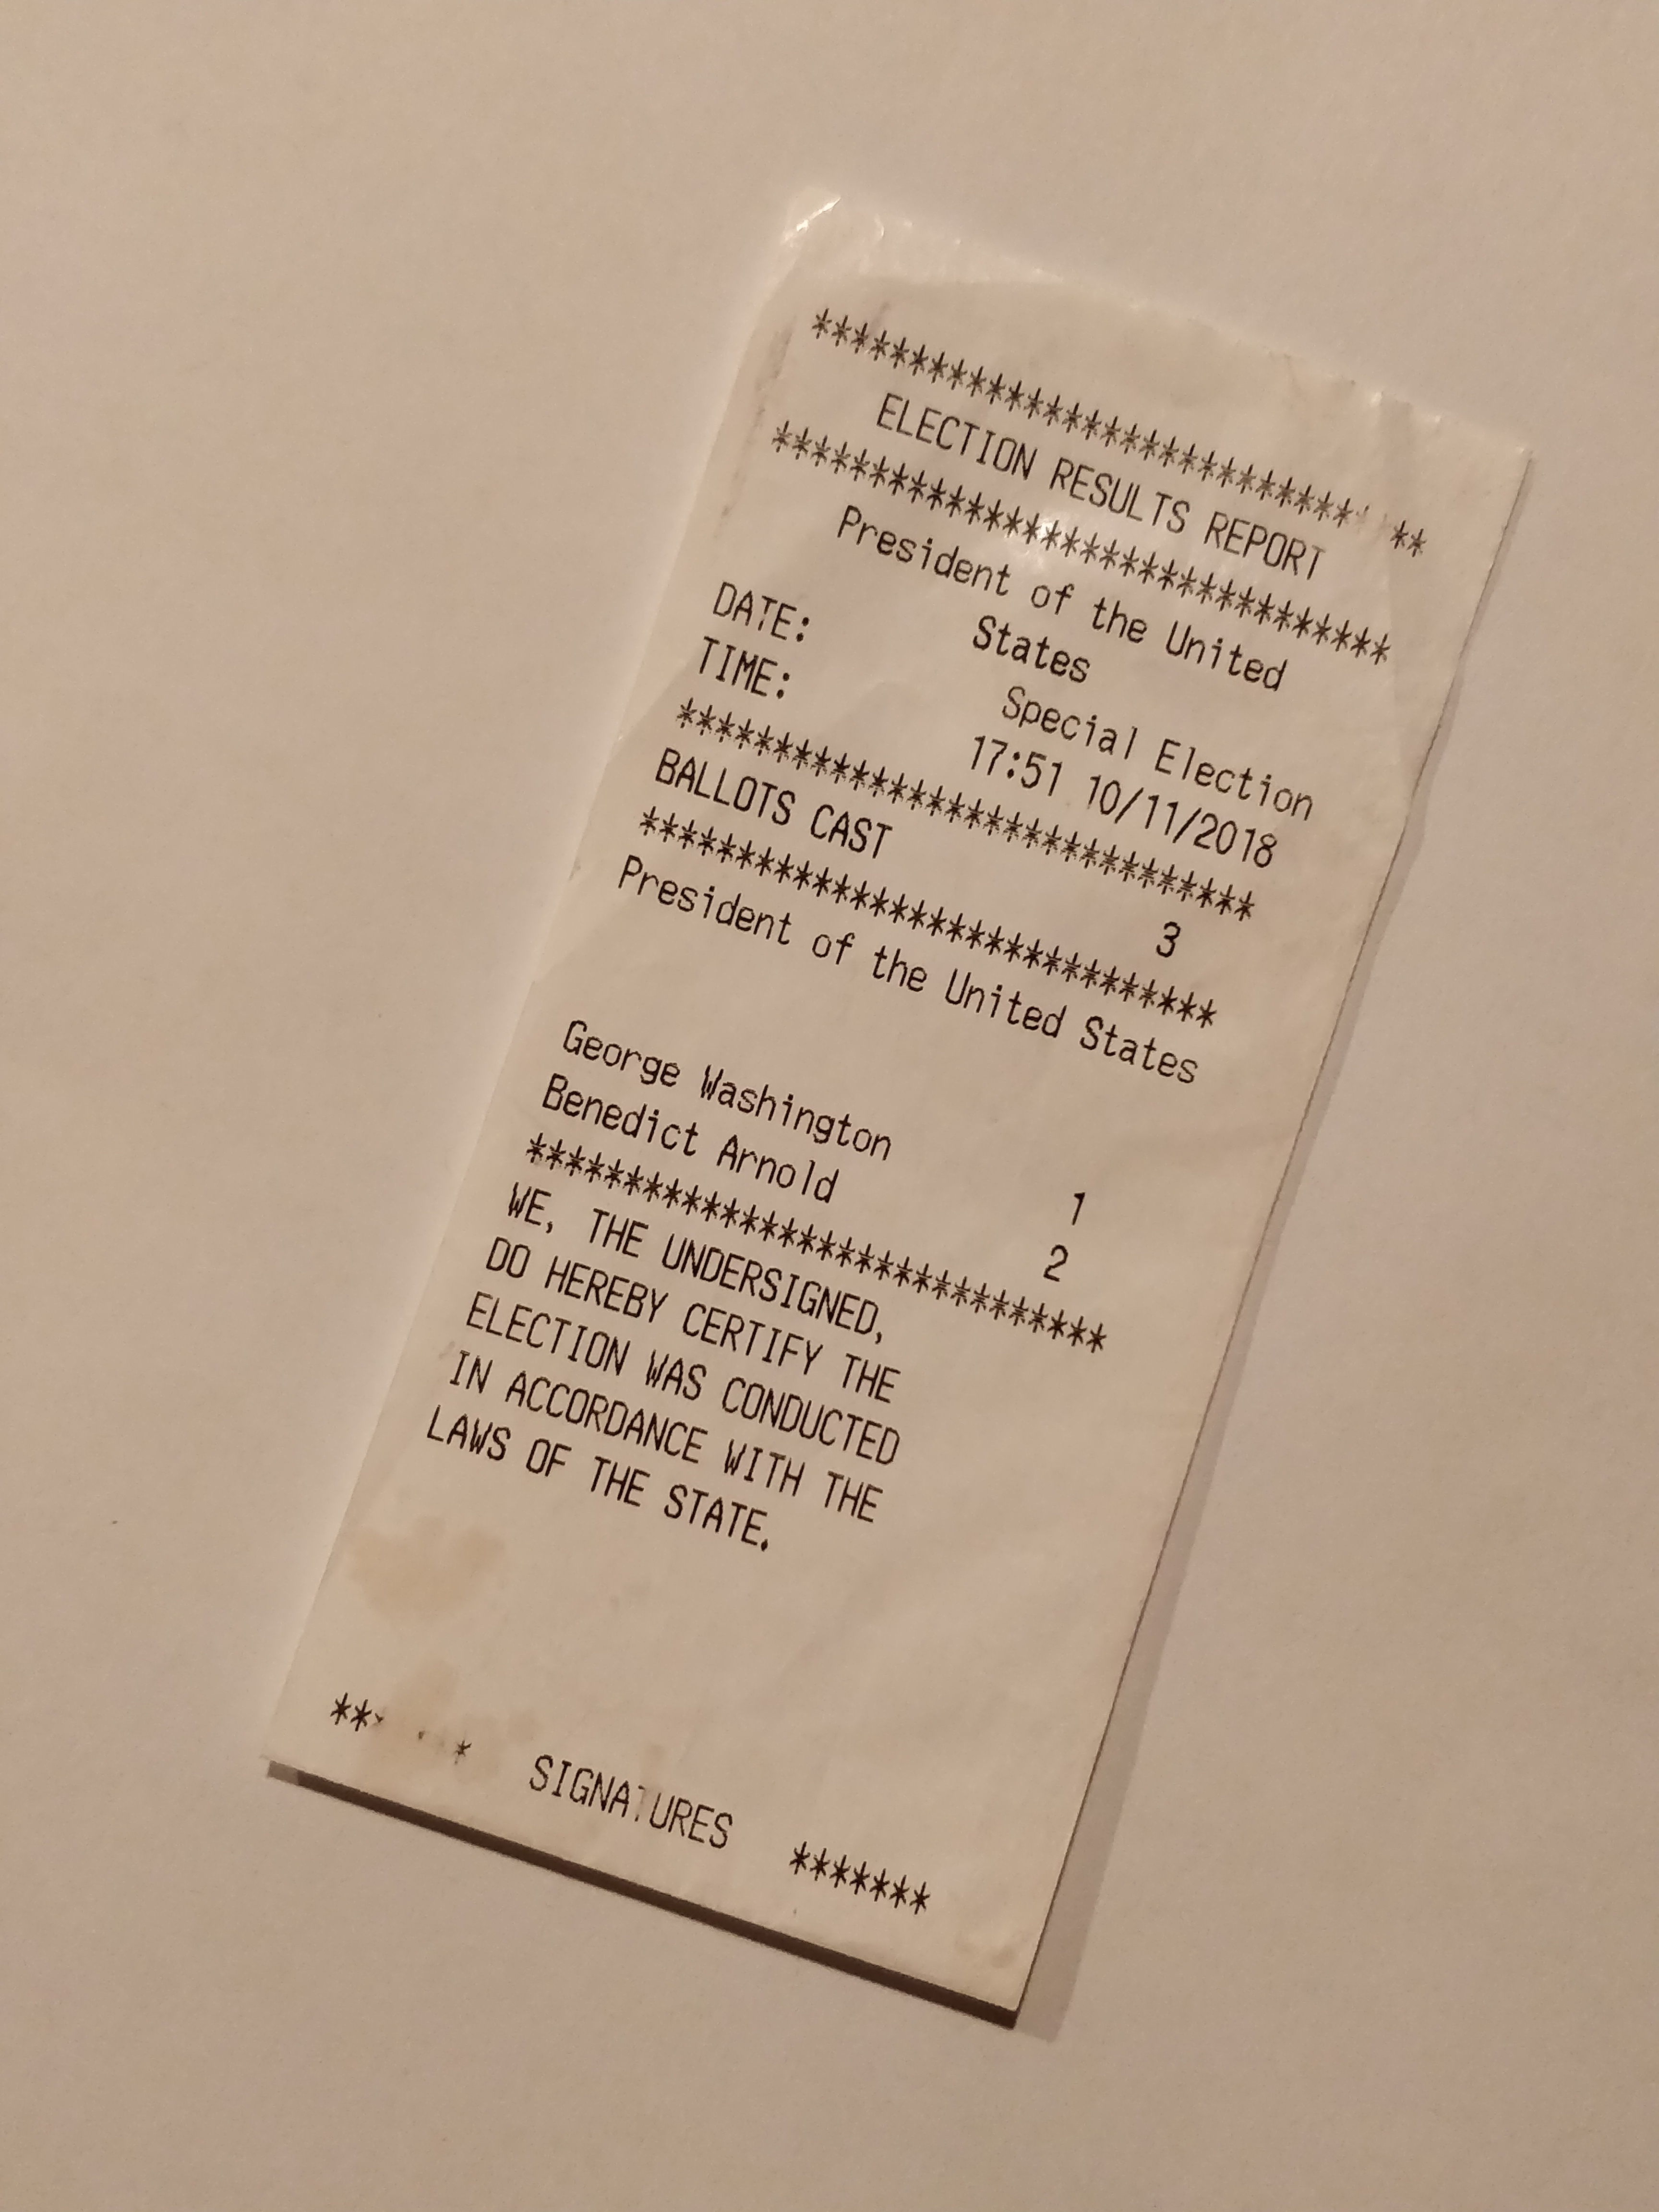 ****************************** 
ELECTION RESULTS REPORT
******************************
President of the United
States
DATE: Special Election
TIME: 17:51 10/11/2018
******************************
BALLOTS CAST 3
******************************
President of the United States
George Washington 1
Benedict Arnold 2
******************************
WE, THE UNDERSIGNED,
DO HEREBY CERTIFY THE
ELECTION WAS CONDUCTED
IN ACCORDANCE WITH THE
LAWS OF THE STATE.
******* SIGNATURES *******